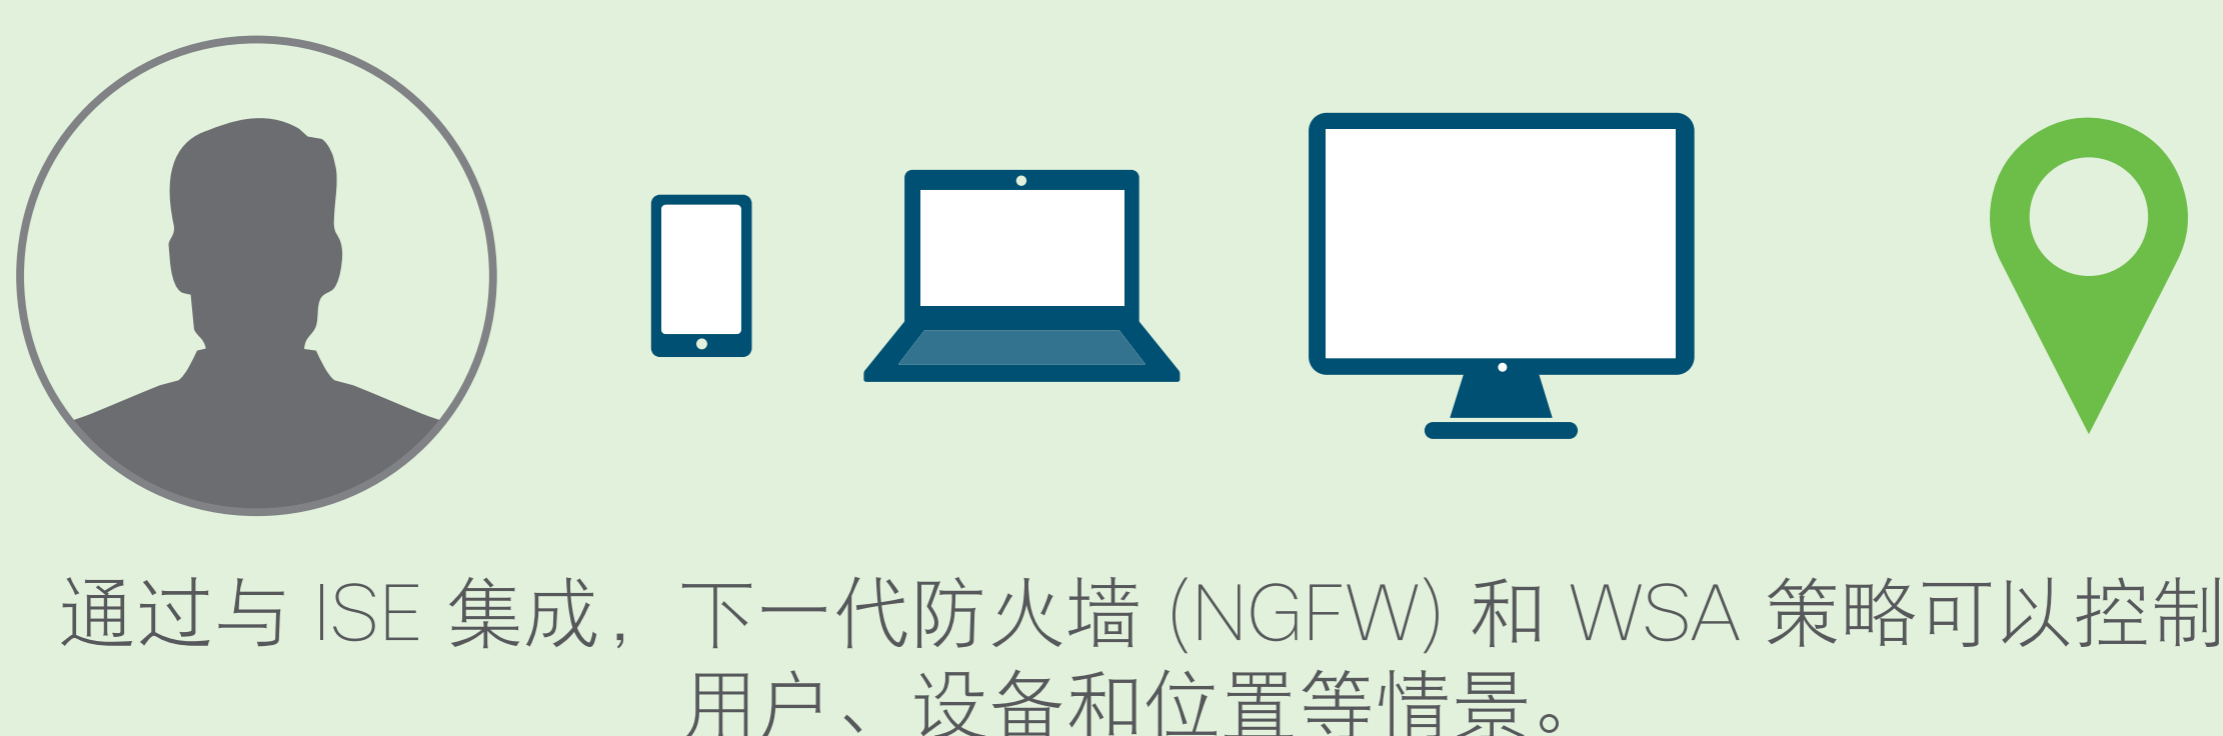 通过与 ISE 集成，下一代防火墙 (NGFW) 和 WSA 策略可以控制
用户、设备和位置等情景。